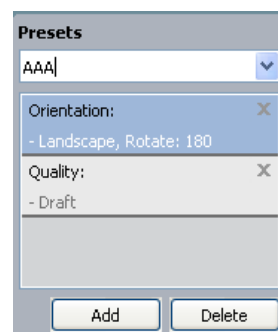 Presets
AAA
Orientation:
- Landscape, Rotate: 180
Quality:
- Draft
Add Delete